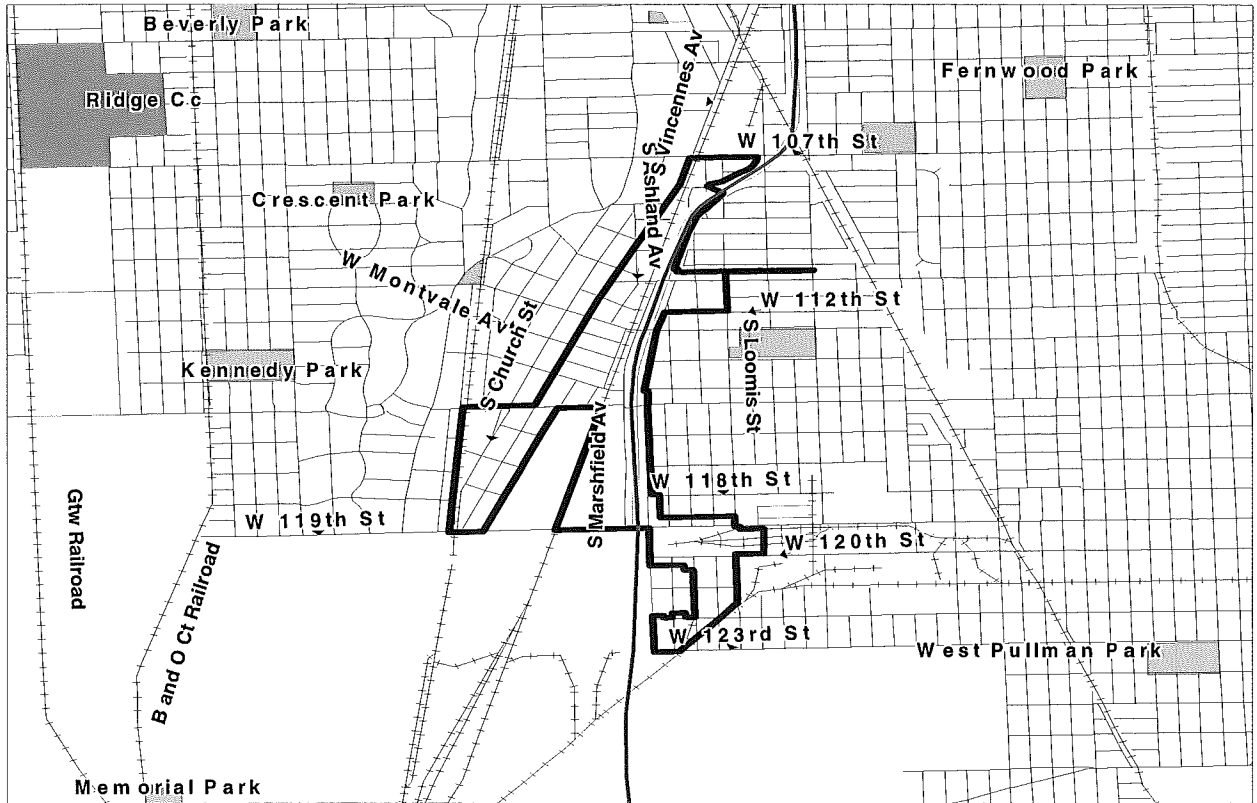 Beverly Park
Ridge Cc
Fernwood Park
S Vincennes Av
W 107th St
S Ashland Av
Crescent Park
W Montvale Av
W 112th St
S Church St
S Loomis St
Kennedy Park
S Marshfield Av
W 118th St
W 119th St
W 120th St
Gtw Railroad
B and O Ct Railroad
W 123rd St
West Pullman Park
Memorial Park